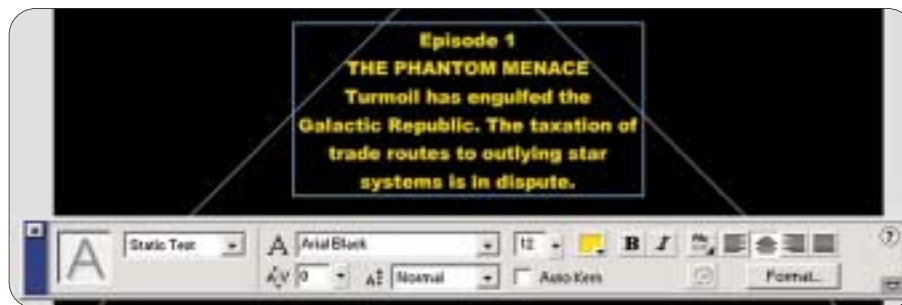 Episode 1
THE PHANTOM MENACE
Turmoil has engulfed the
Galactic Republic. The taxation of
trade routes to outlying star
systems is in dispute.
A Static Text A Arial Black 12 B I ?
A V 0 A Normal Auto Kern Format...